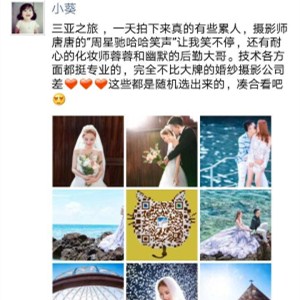 小葵
三亚之旅，一天拍下来真的有些累人，摄影师
唐唐的"周星驰哈哈笑声"让我笑不停，还有耐
心的化妆师蓉蓉和幽默的后勤大哥。技术各方
面都挺专业的，完全不比大牌的婚纱摄影公司
差❤❤❤这些都是随机选出来的，凑合看吧
😍